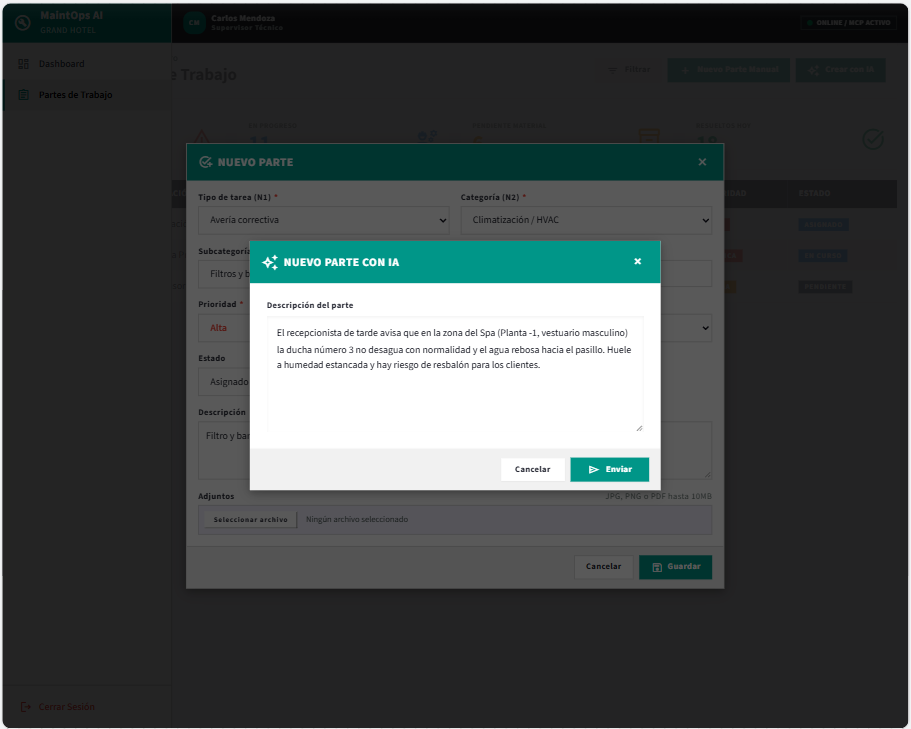 MaintOps AI
GRAND HOTEL
CM
Carlos Mendoza
Supervisor Técnico
ONLINE / MCP ACTIVO
Dashboard
Partes de Trabajo
e Trabajo
Filtrar
Nuevo Parte Manual
Crear con IA
ESTADO
PENDIENTE
NUEVO PARTE
Tipo de tarea (N1) *
Categoría (N2) *
Avería correctiva
Climatización / HVAC
Subcategoría
Filtros y b
Prioridad *
Alta
Estado
Asignado
Descripción
Filtro y ban
NUEVO PARTE CON IA
Descripción del parte
El recepcionista de tarde avisa que en la zona del Spa (Planta -1, vestuario masculino)
la ducha número 3 no desagua con normalidad y el agua rebosa hacia el pasillo. Huele
a humedad estancada y hay riesgo de resbalón para los clientes.
Cancelar
Enviar
Adjuntos
JPG, PNG o PDF hasta 10MB
Seleccionar archivo
Ningún archivo seleccionado
Cancelar
Guardar
Cerrar Sesión